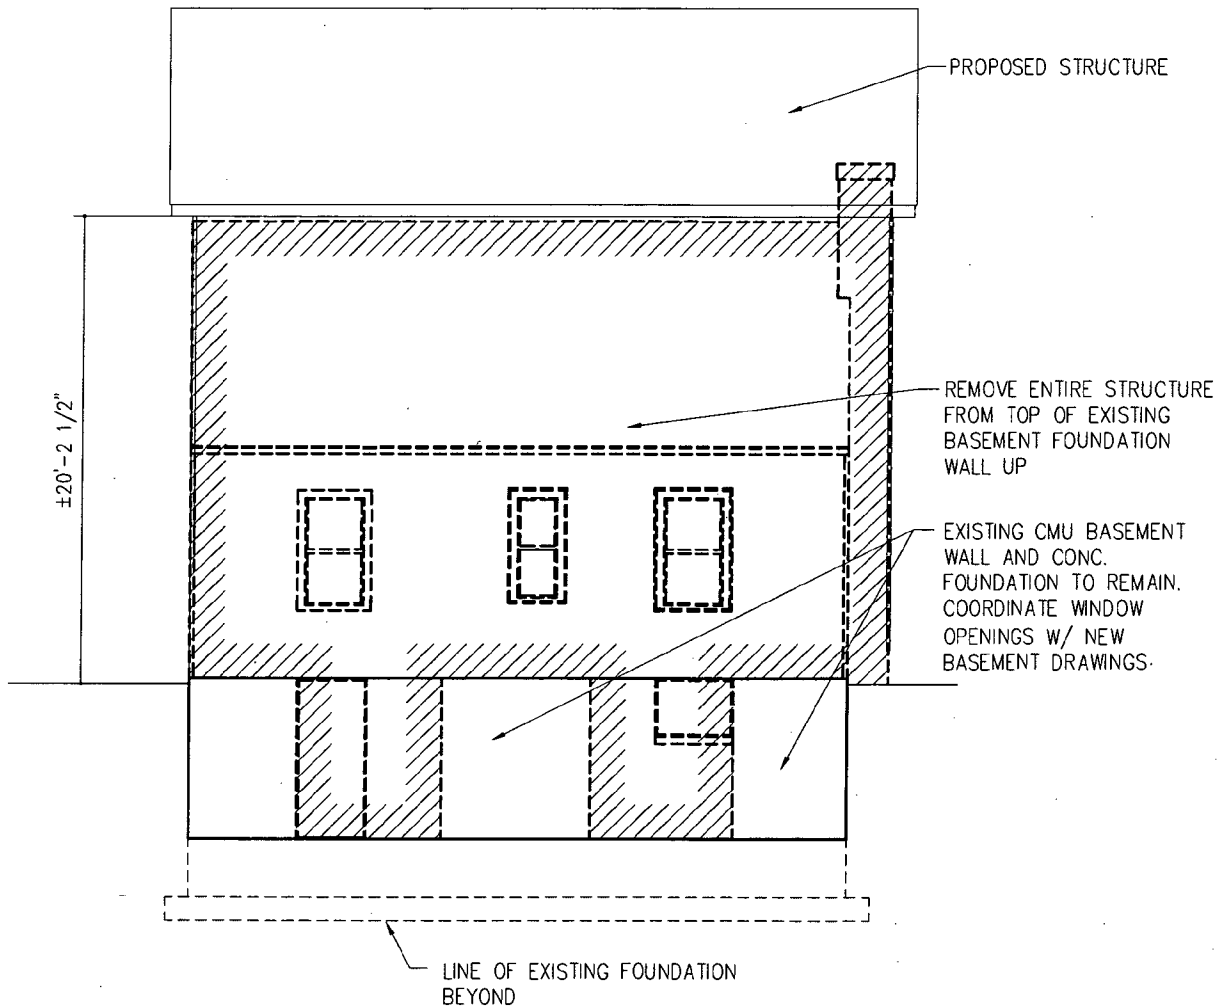 PROPOSED STRUCTURE
±20'-2 1/2"
REMOVE ENTIRE STRUCTURE
FROM TOP OF EXISTING
BASEMENT FOUNDATION
WALL UP
EXISTING CMU BASEMENT
WALL AND CONC.
FOUNDATION TO REMAIN.
COORDINATE WINDOW
OPENINGS W/ NEW
BASEMENT DRAWINGS.
LINE OF EXISTING FOUNDATION
BEYOND